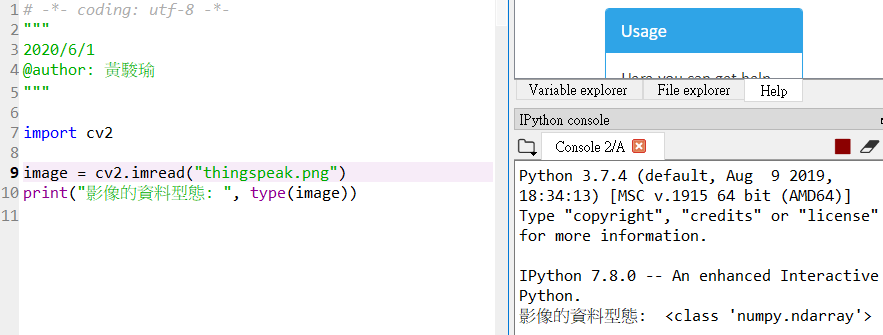 1 # -*- coding: utf-8 -*-
2 """
3 2020/6/1
4 @author: 黃駿瑜
5 """
6
7 import cv2
8
9 image = cv2.imread("thingspeak.png")
10 print("影像的資料型態: ", type(image))
11
Usage
Here you can get help
Variable explorer File explorer Help
IPython console
Console 2/A
Python 3.7.4 (default, Aug  9 2019,
18:34:13) [MSC v.1915 64 bit (AMD64)]
Type "copyright", "credits" or "license"
for more information.
IPython 7.8.0 -- An enhanced Interactive
Python.
影像的資料型態:  <class 'numpy.ndarray'>